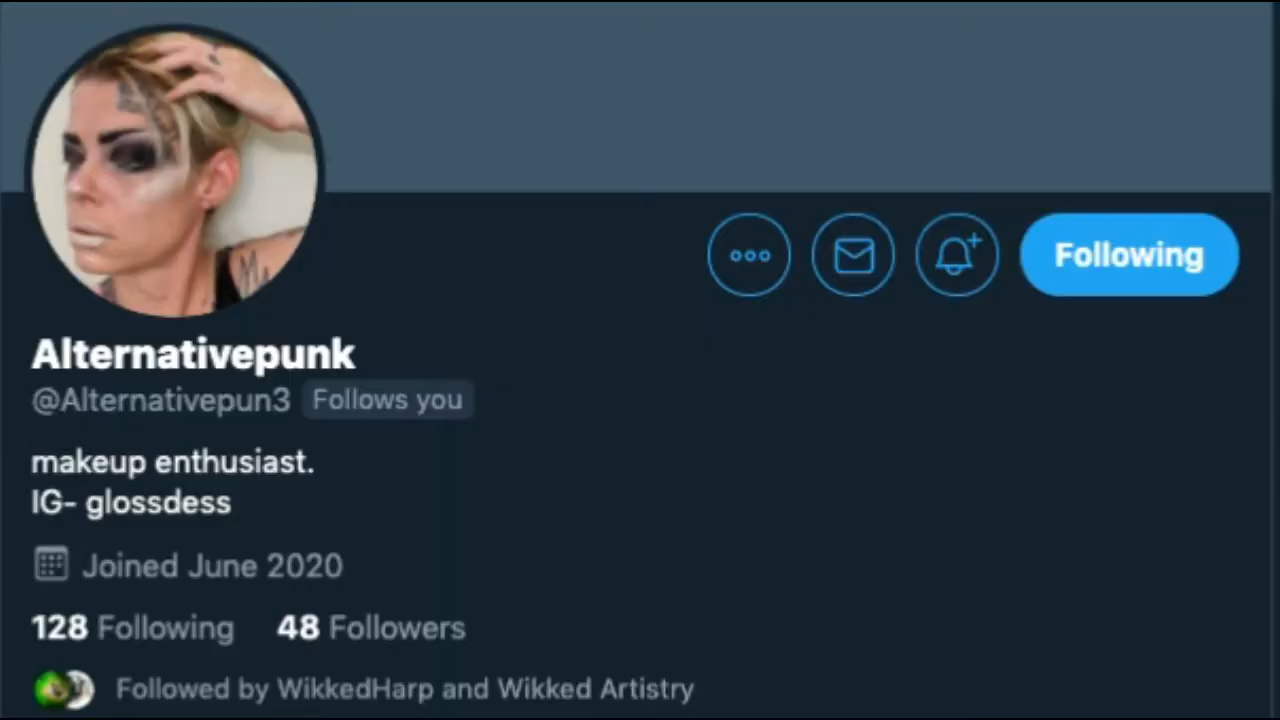 Following
Alternativepunk
@Alternativepun3 Follows you
makeup enthusiast.
IG- glossdess
Joined June 2020
128 Following 48 Followers
Followed by WikkedHarp and Wikked Artistry